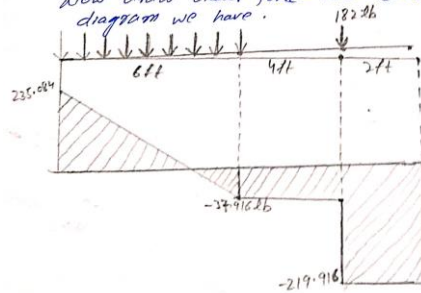 diagram we have.
182 lb
6ft
4ft
2ft
235.084
-37.916 lb
-219.916